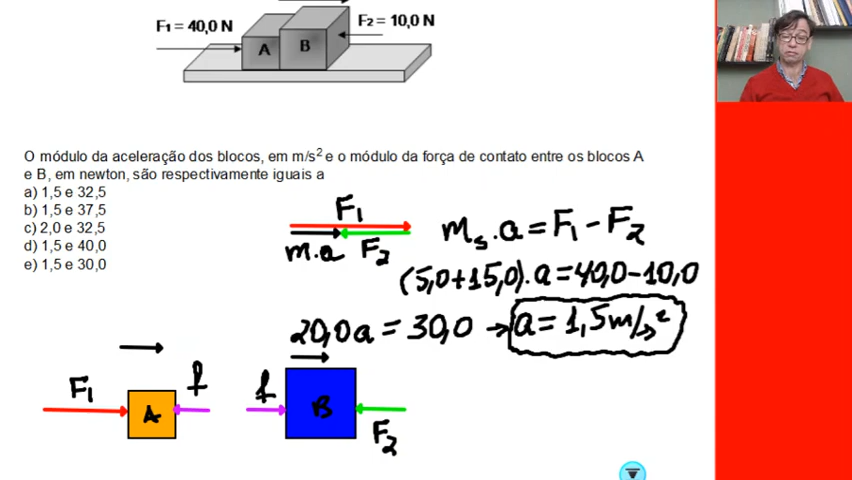 F₁ = 40,0 N
F₂ = 10,0 N
A
B
O módulo da aceleração dos blocos, em m/s² e o módulo da força de contato entre os blocos A
e B, em newton, são respectivamente iguais a
a) 1,5 e 32,5
b) 1,5 e 37,5
c) 2,0 e 32,5
d) 1,5 e 40,0
e) 1,5 e 30,0
F₁
m.a F₂
mₛ.a = F₁ - F₂
(5,0+15,0).a = 40,0-10,0
20,0a = 30,0 → a = 1,5m/s²
F₁ A f
f B F₂